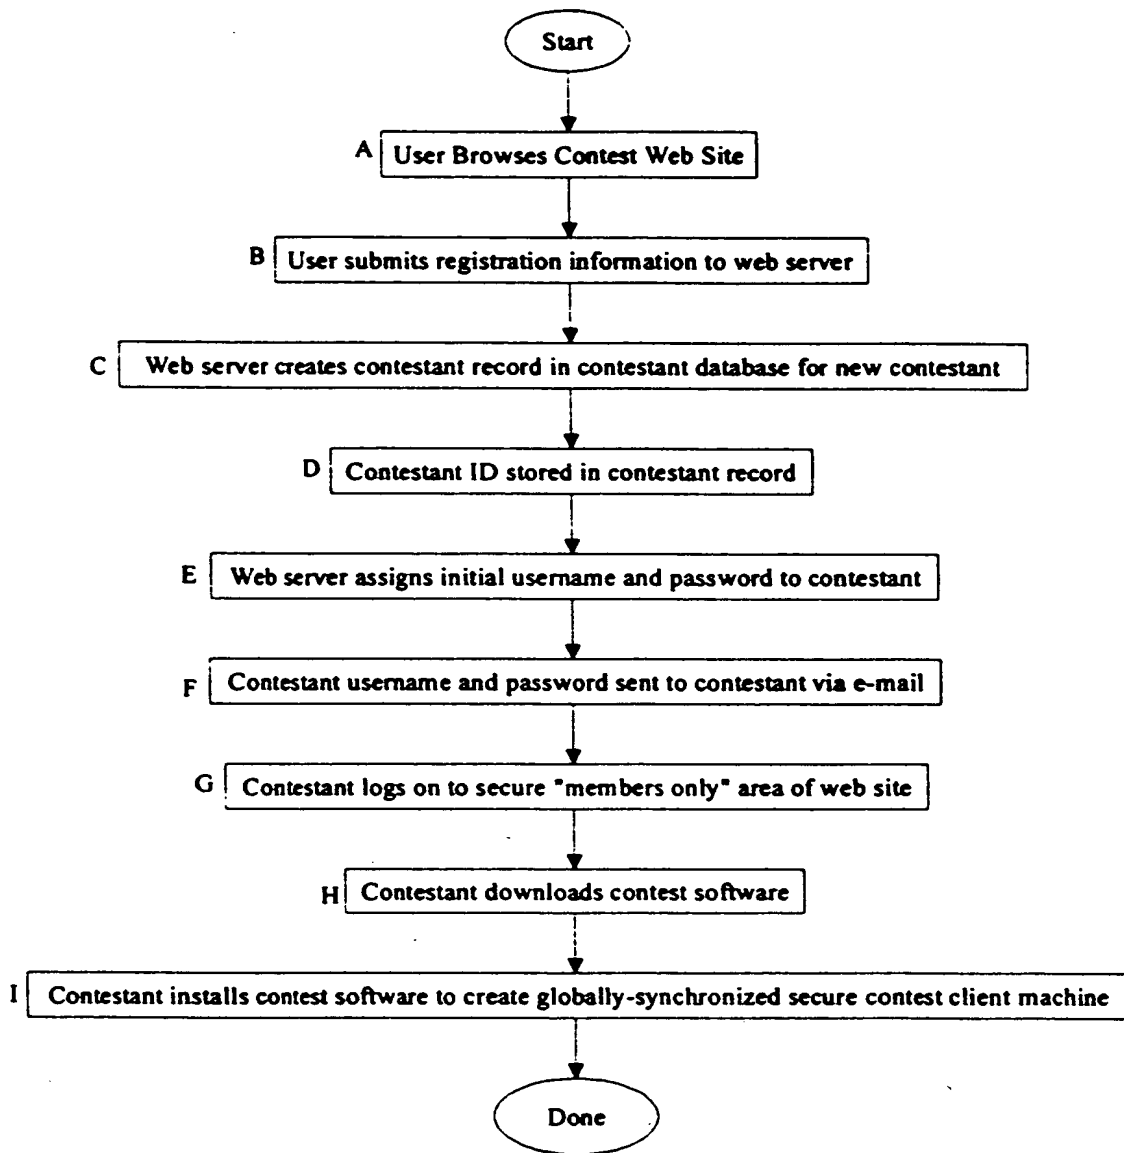 Start
A User Browses Contest Web Site
B User submits registration information to web server
C Web server creates contestant record in contestant database for new contestant
D Contestant ID stored in contestant record
E Web server assigns initial username and password to contestant
F Contestant username and password sent to contestant via e-mail
G Contestant logs on to secure "members only" area of web site
H Contestant downloads contest software
I Contestant installs contest software to create globally-synchronized secure contest client machine
Done